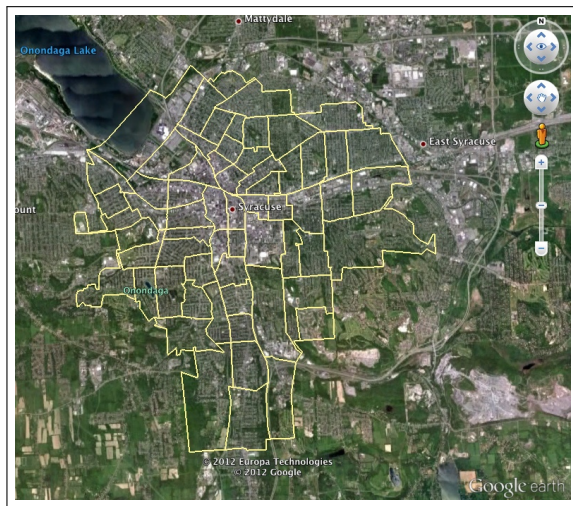 Mattydale
Onondaga Lake
N
East Syracuse
ount
Syracuse
Onondaga
© 2012 Europa Technologies
© 2012 Google
Google earth